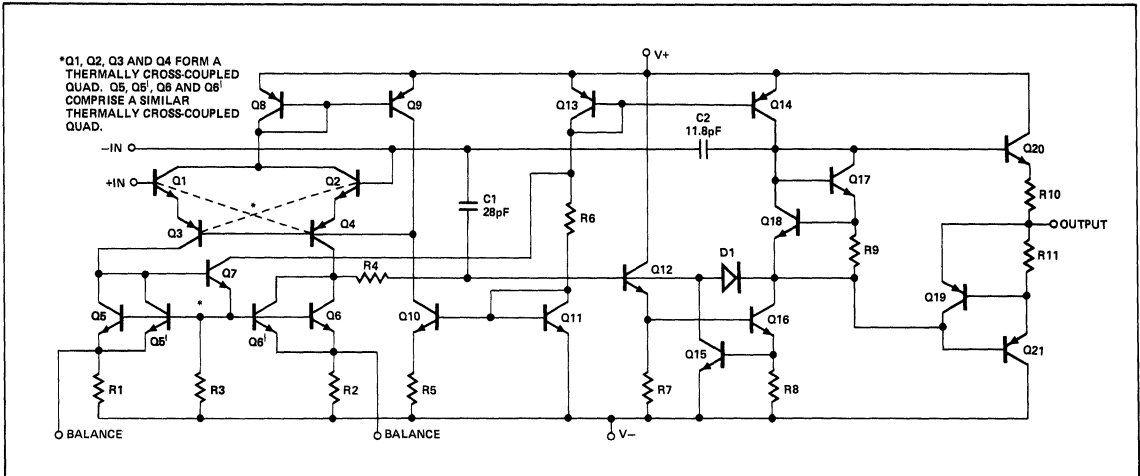 *Q1, Q2, Q3 AND Q4 FORM A
THERMALLY CROSS-COUPLED
QUAD. Q5, Q5', Q6 AND Q6'
COMPRISE A SIMILAR
THERMALLY CROSS-COUPLED
QUAD.
V+
Q8
Q9
Q13
Q14
C2
11.8pF
–IN
Q20
+IN
Q1
Q2
Q17
*
C1
28pF
R10
Q3
Q4
R6
Q18
OUTPUT
R9
R11
Q7
R4
D1
Q12
Q19
*
Q5
Q5'
Q6'
Q6
Q10
Q11
Q16
Q15
Q21
R1
R3
R2
R5
R7
R8
BALANCE
BALANCE
V–